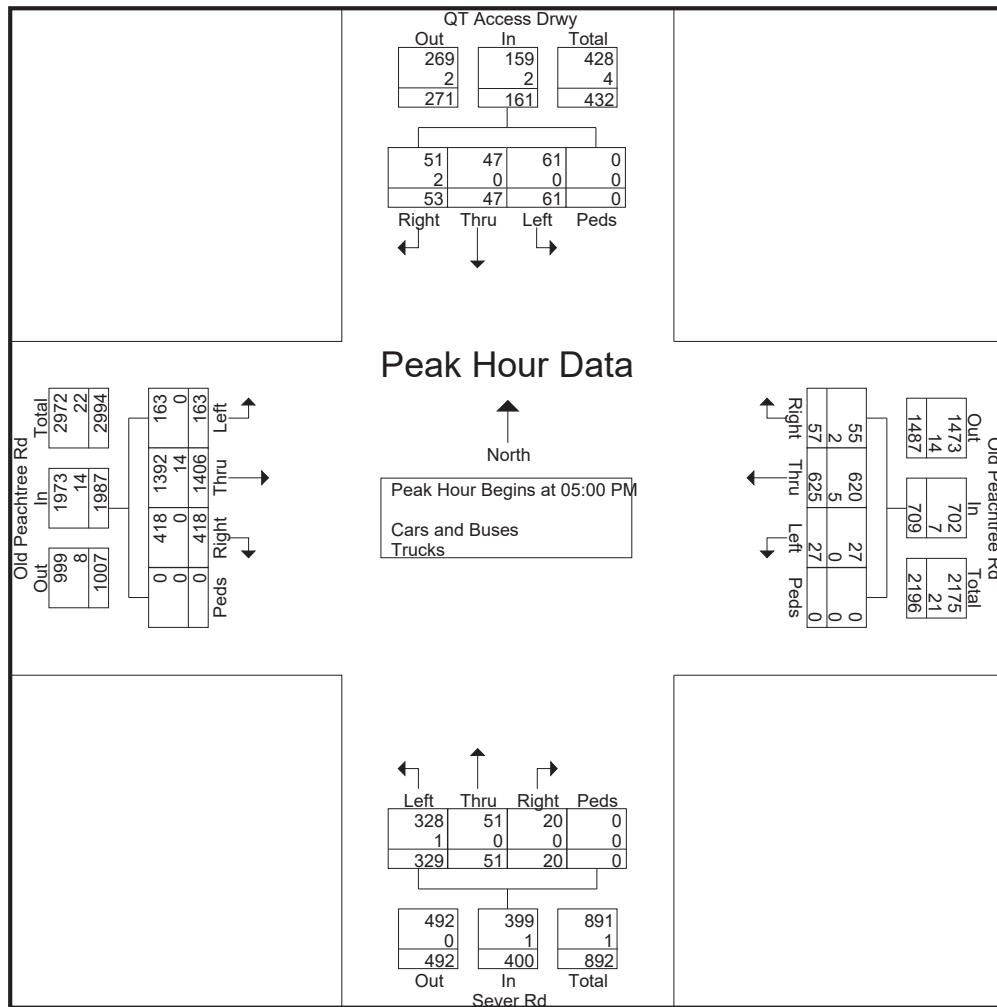 QT Access Drwy
Out In Total
269 159 428
2 2 4
271 161 432
51 47 61 0
2 0 0 0
53 47 61 0
Right Thru Left Peds
Peak Hour Data
North
Peak Hour Begins at 05:00 PM
Cars and Buses
Trucks
Old Peachtree Rd
Total In Out
2972 1973 999
22 14 8
2994 1987 1007
163 1392 418 0
0 14 0 0
163 1406 418 0
Left Thru Right Peds
Old Peachtree Rd
Out In Total
1473 702 2175
14 7 21
1487 709 2196
55 620 27 0
2 5 0 0
57 625 27 0
Right Thru Left Peds
Left Thru Right Peds
328 51 20 0
1 0 0 0
329 51 20 0
492 399 891
0 1 1
492 400 892
Out In Total
Sever Rd